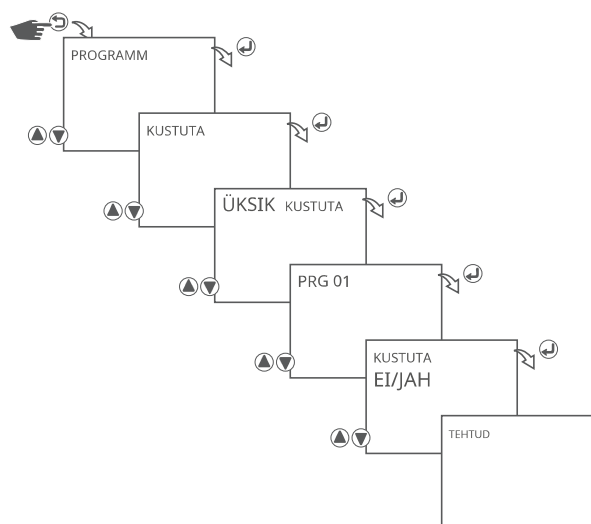 PROGRAMM
KUSTUTA
ÜKSIK KUSTUTA
PRG 01
KUSTUTA
EI/JAH
TEHTUD